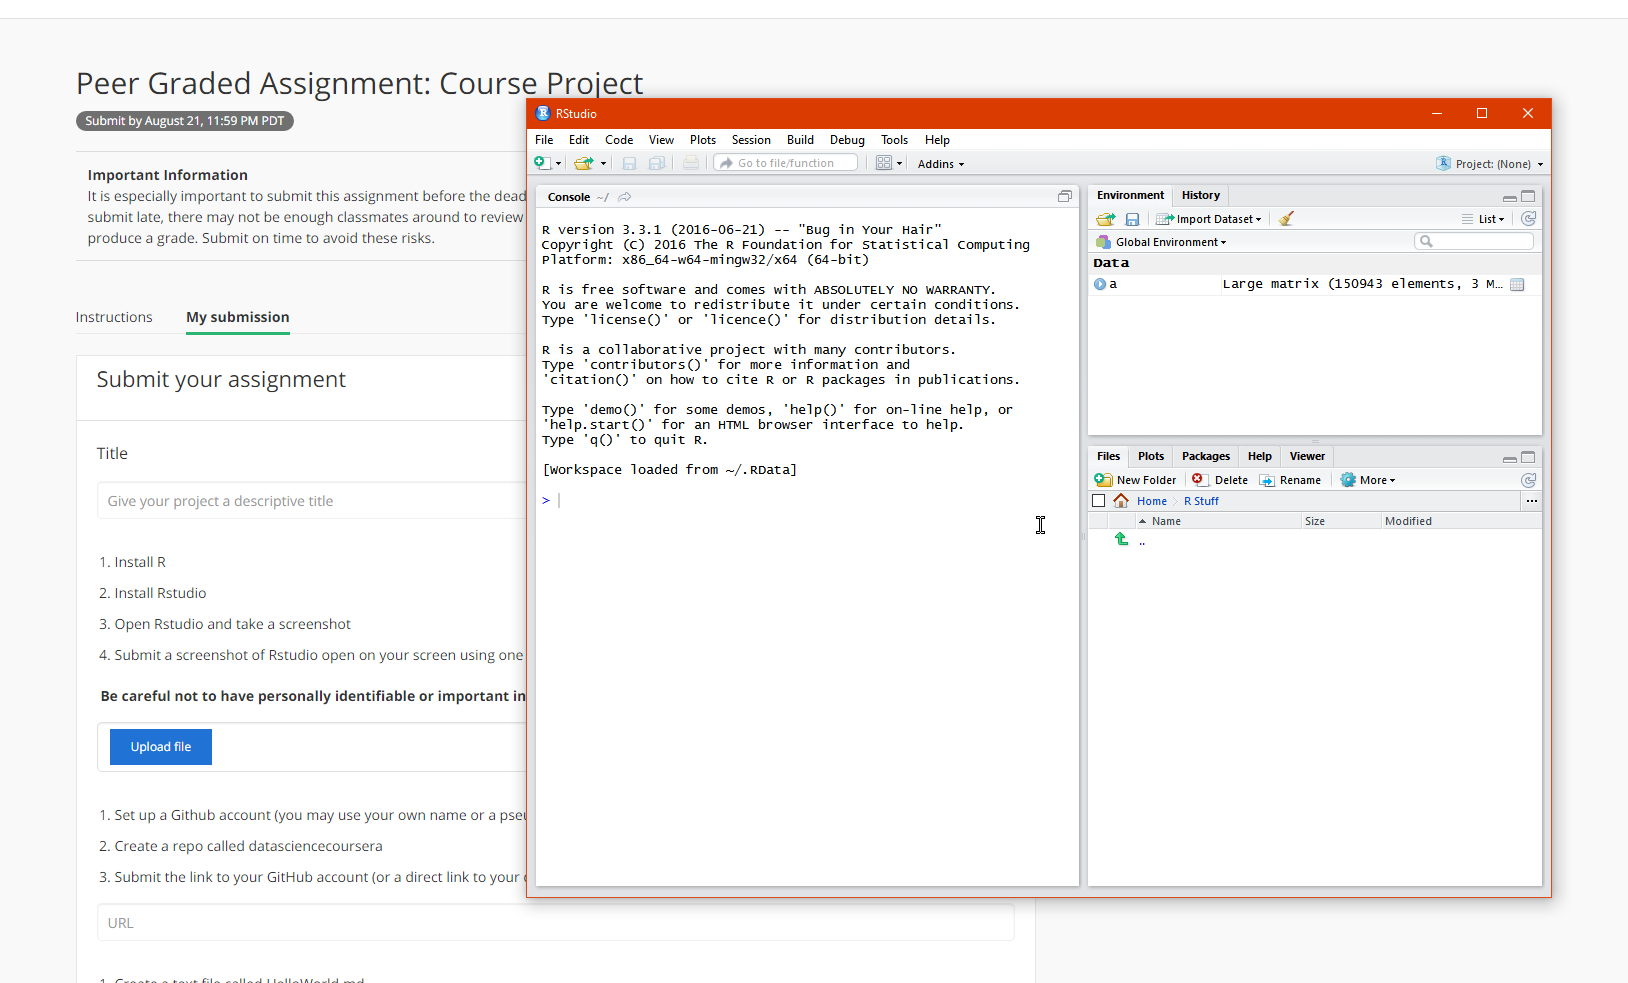 Peer Graded Assignment: Course Project
Submit by August 21, 11:59 PM PDT
Important Information
It is especially important to submit this assignment before the dead
submit late, there may not be enough classmates around to review
produce a grade. Submit on time to avoid these risks.
Instructions
My submission
Submit your assignment
Title
Give your project a descriptive title
1. Install R
2. Install Rstudio
3. Open Rstudio and take a screenshot
4. Submit a screenshot of Rstudio open on your screen using one
Be careful not to have personally identifiable or important in
Upload file
1. Set up a Github account (you may use your own name or a pseu
2. Create a repo called datasciencecoursera
3. Submit the link to your GitHub account (or a direct link to your
URL
1. Create a text file called HelloWorld.md
RStudio
File Edit Code View Plots Session Build Debug Tools Help
Go to file/function
Addins
Project: (None)
Console ~/
R version 3.3.1 (2016-06-21) -- "Bug in Your Hair"
Copyright (C) 2016 The R Foundation for Statistical Computing
Platform: x86_64-w64-mingw32/x64 (64-bit)
R is free software and comes with ABSOLUTELY NO WARRANTY.
You are welcome to redistribute it under certain conditions.
Type 'license()' or 'licence()' for distribution details.
R is a collaborative project with many contributors.
Type 'contributors()' for more information and
'citation()' on how to cite R or R packages in publications.
Type 'demo()' for some demos, 'help()' for on-line help, or
'help.start()' for an HTML browser interface to help.
Type 'q()' to quit R.
[Workspace loaded from ~/.RData]
>
Environment History
Import Dataset
List
Global Environment
Data
a Large matrix (150943 elements, 3 M...
Files Plots Packages Help Viewer
New Folder Delete Rename More
Home R Stuff
...
Name Size Modified
..